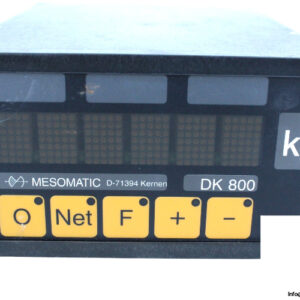 k
MESOMATIC D-71394 Kernen DK 800
O Net F + −